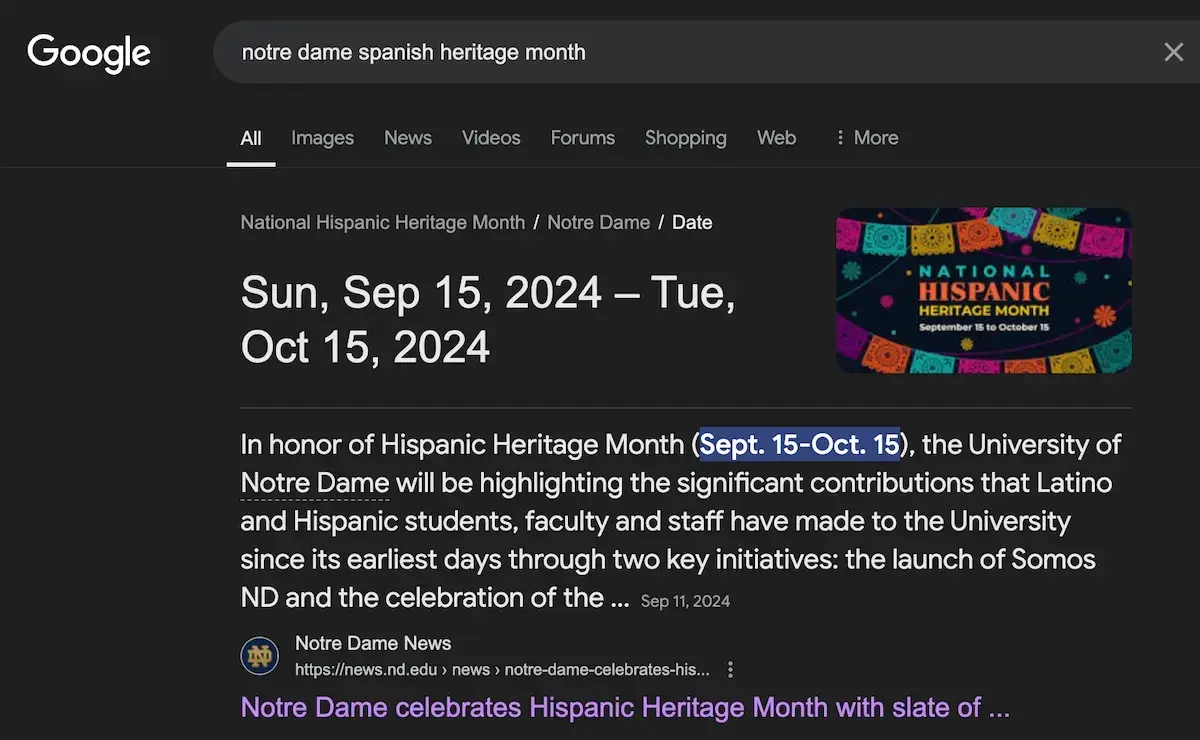 Google
notre dame spanish heritage month
All Images News Videos Forums Shopping Web More
National Hispanic Heritage Month / Notre Dame / Date
Sun, Sep 15, 2024 – Tue,
Oct 15, 2024
NATIONAL
HISPANIC
HERITAGE MONTH
September 15 to October 15
In honor of Hispanic Heritage Month (Sept. 15-Oct. 15), the University of
Notre Dame will be highlighting the significant contributions that Latino
and Hispanic students, faculty and staff have made to the University
since its earliest days through two key initiatives: the launch of Somos
ND and the celebration of the ... Sep 11, 2024
ND
Notre Dame News
https://news.nd.edu › news › notre-dame-celebrates-his...
Notre Dame celebrates Hispanic Heritage Month with slate of ...